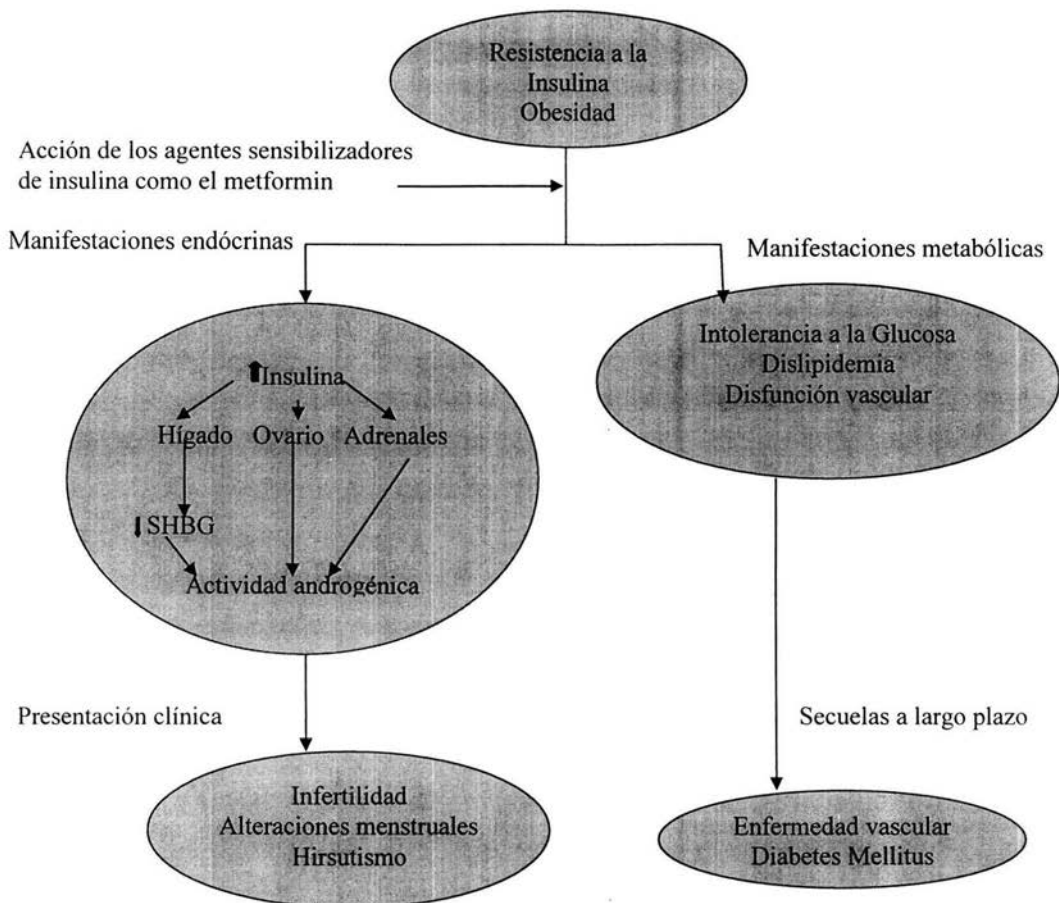 Resistencia a la
Insulina
Obesidad
Acción de los agentes sensibilizadores
de insulina como el metformin
Manifestaciones endócrinas
Manifestaciones metabólicas
Insulina
Hígado Ovario Adrenales
SHBG
Actividad androgénica
Intolerancia a la Glucosa
Dislipidemia
Disfunción vascular
Presentación clínica
Secuelas a largo plazo
Infertilidad
Alteraciones menstruales
Hirsutismo
Enfermedad vascular
Diabetes Mellitus